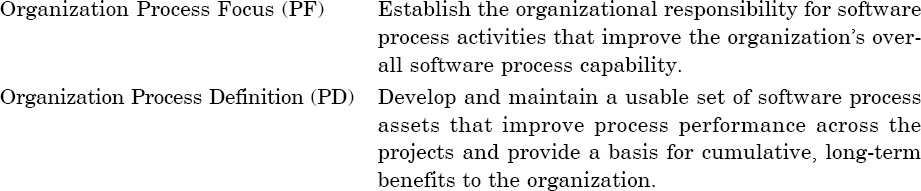 Organization Process Focus (PF) Establish the organizational responsibility for software
process activities that improve the organization's over-
all software process capability.
Organization Process Definition (PD) Develop and maintain a usable set of software process
assets that improve process performance across the
projects and provide a basis for cumulative, long-term
benefits to the organization.